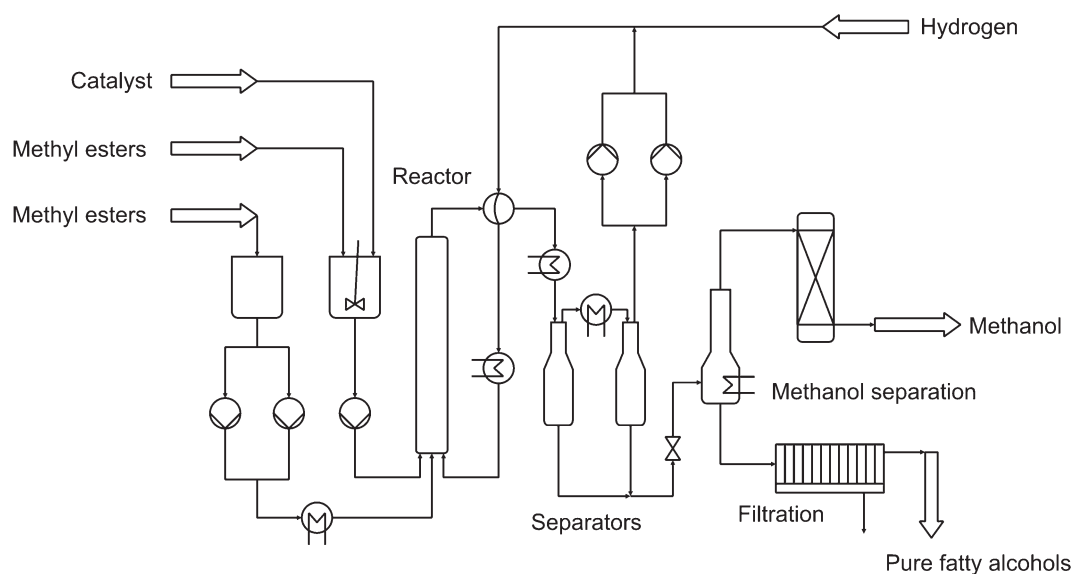 Hydrogen
Catalyst
Methyl esters
Reactor
Methyl esters
Methanol
Methanol separation
Filtration
Separators
Pure fatty alcohols